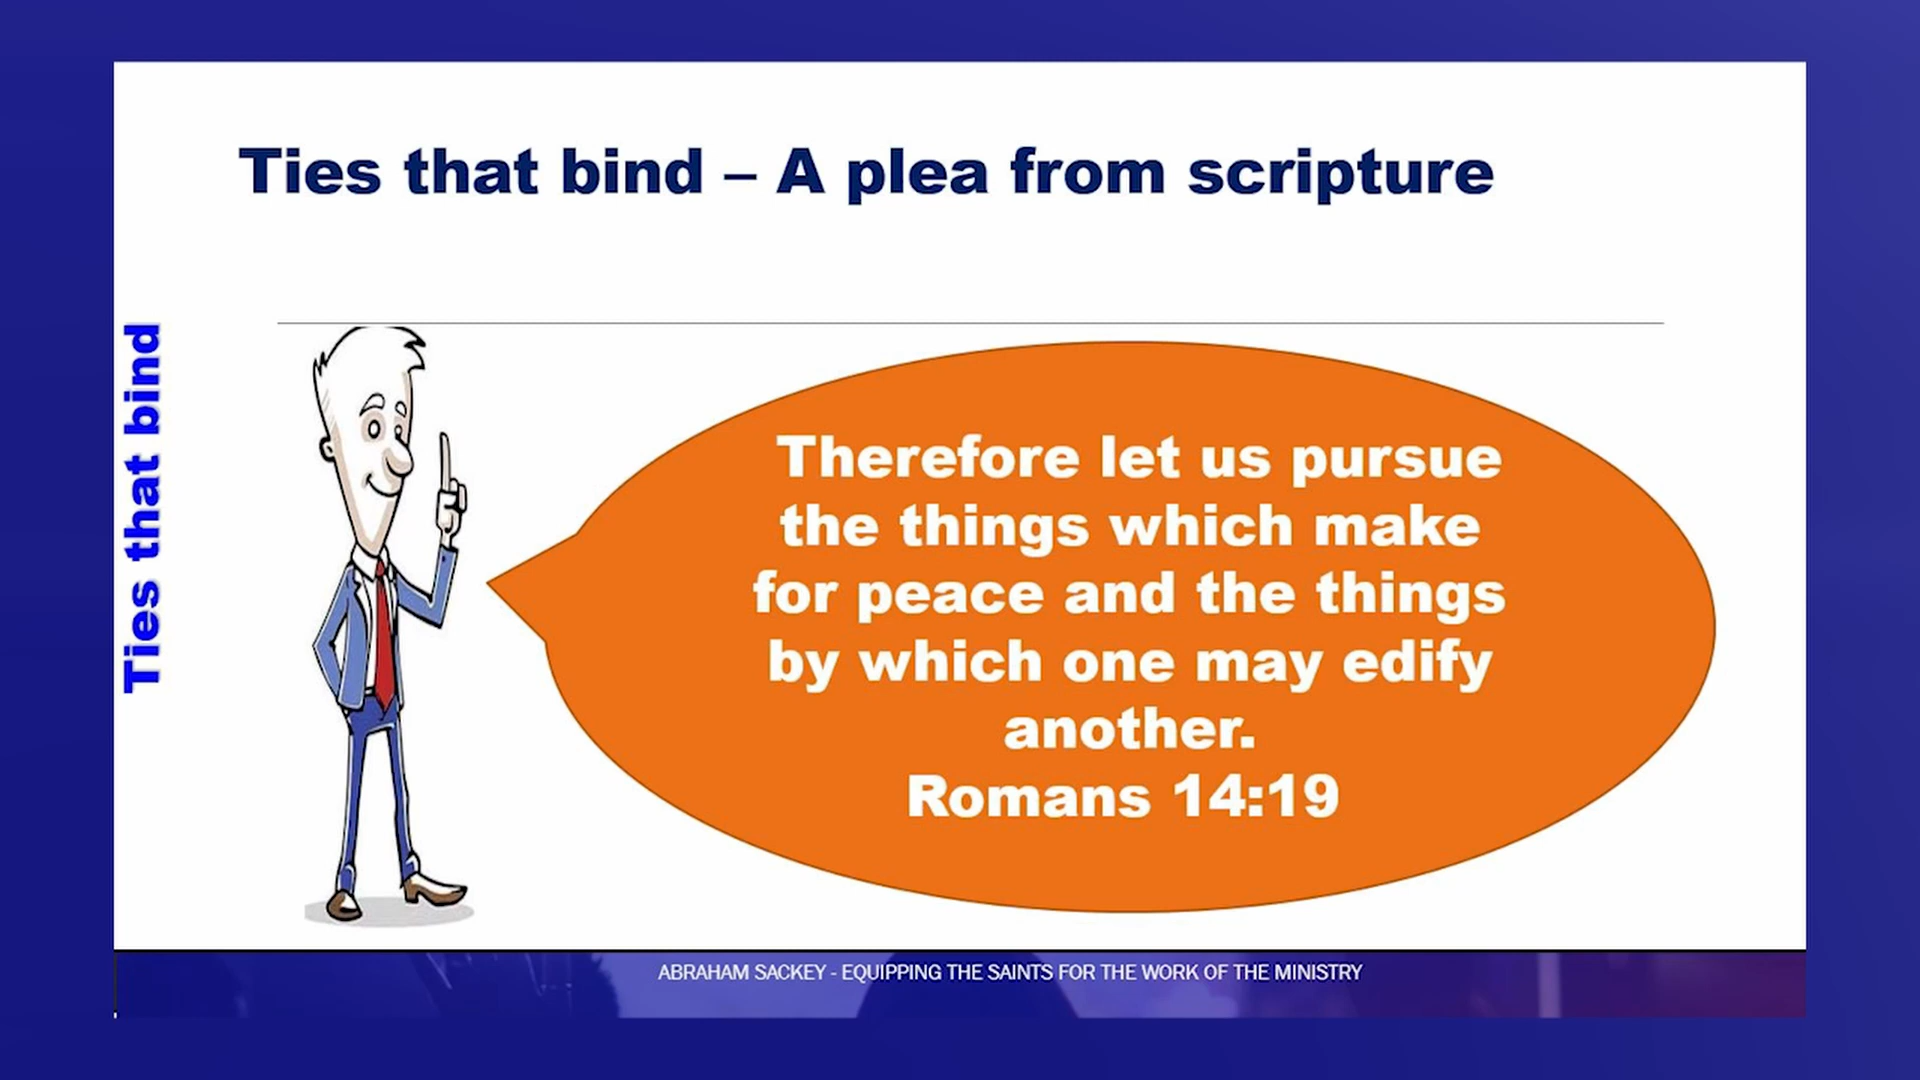 Ties that bind – A plea from scripture
Ties that bind
Therefore let us pursue
the things which make
for peace and the things
by which one may edify
another.
Romans 14:19
ABRAHAM SACKEY - EQUIPPING THE SAINTS FOR THE WORK OF THE MINISTRY